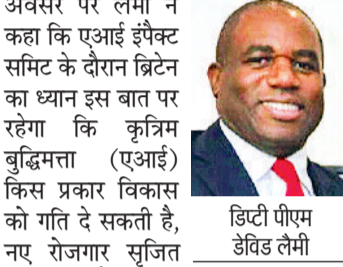 अवसर पर लैमी ने
कहा कि एआई इंपैक्ट
समिट के दौरान ब्रिटेन
का ध्यान इस बात पर
रहेगा कि कृत्रिम
बुद्धिमत्ता (एआई)
किस प्रकार विकास
को गति दे सकती है,
नए रोजगार सृजित
डिप्टी पीएम
डेविड लैमी